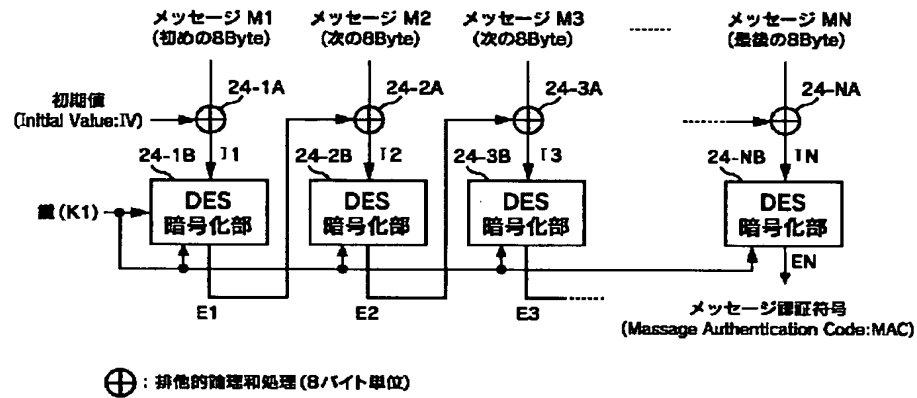 メッセージ M1
(初めの8Byte)
メッセージ M2
(次の8Byte)
メッセージ M3
(次の8Byte)
メッセージ MN
(最後の8Byte)
初期値
(Initial Value:IV)
24-1A
24-2A
24-3A
24-NA
24-1B
I1
24-2B
I2
24-3B
I3
24-NB
IN
鍵(K1)
DES
暗号化部
DES
暗号化部
DES
暗号化部
DES
暗号化部
E1
E2
E3
EN
メッセージ認証符号
(Massage Authentication Code:MAC)
⊕:排他的論理和処理(8バイト単位)